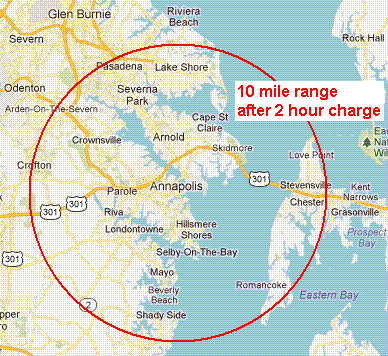 Glen Burnie
Riviera
Beach
Severn
Rock Hall
Pasadena
Lake Shore
Odenton
Severna
Park
10 mile range
after 2 hour charge
Arden-On-The-Severn
Cape St
Claire
Arnold
Crownsville
Skidmore
Love Point
Crofton
301
Parole
Annapolis
Stevensville
Kent
Narrows
301
Riva
Chester
Grasonville
301
Londontowne
Hillsmere
Shores
Prospect
Bay
301
Selby-On-The-Bay
Mayo
Romancoke
Beverly
Beach
Eastern Bay
2
Shady Side